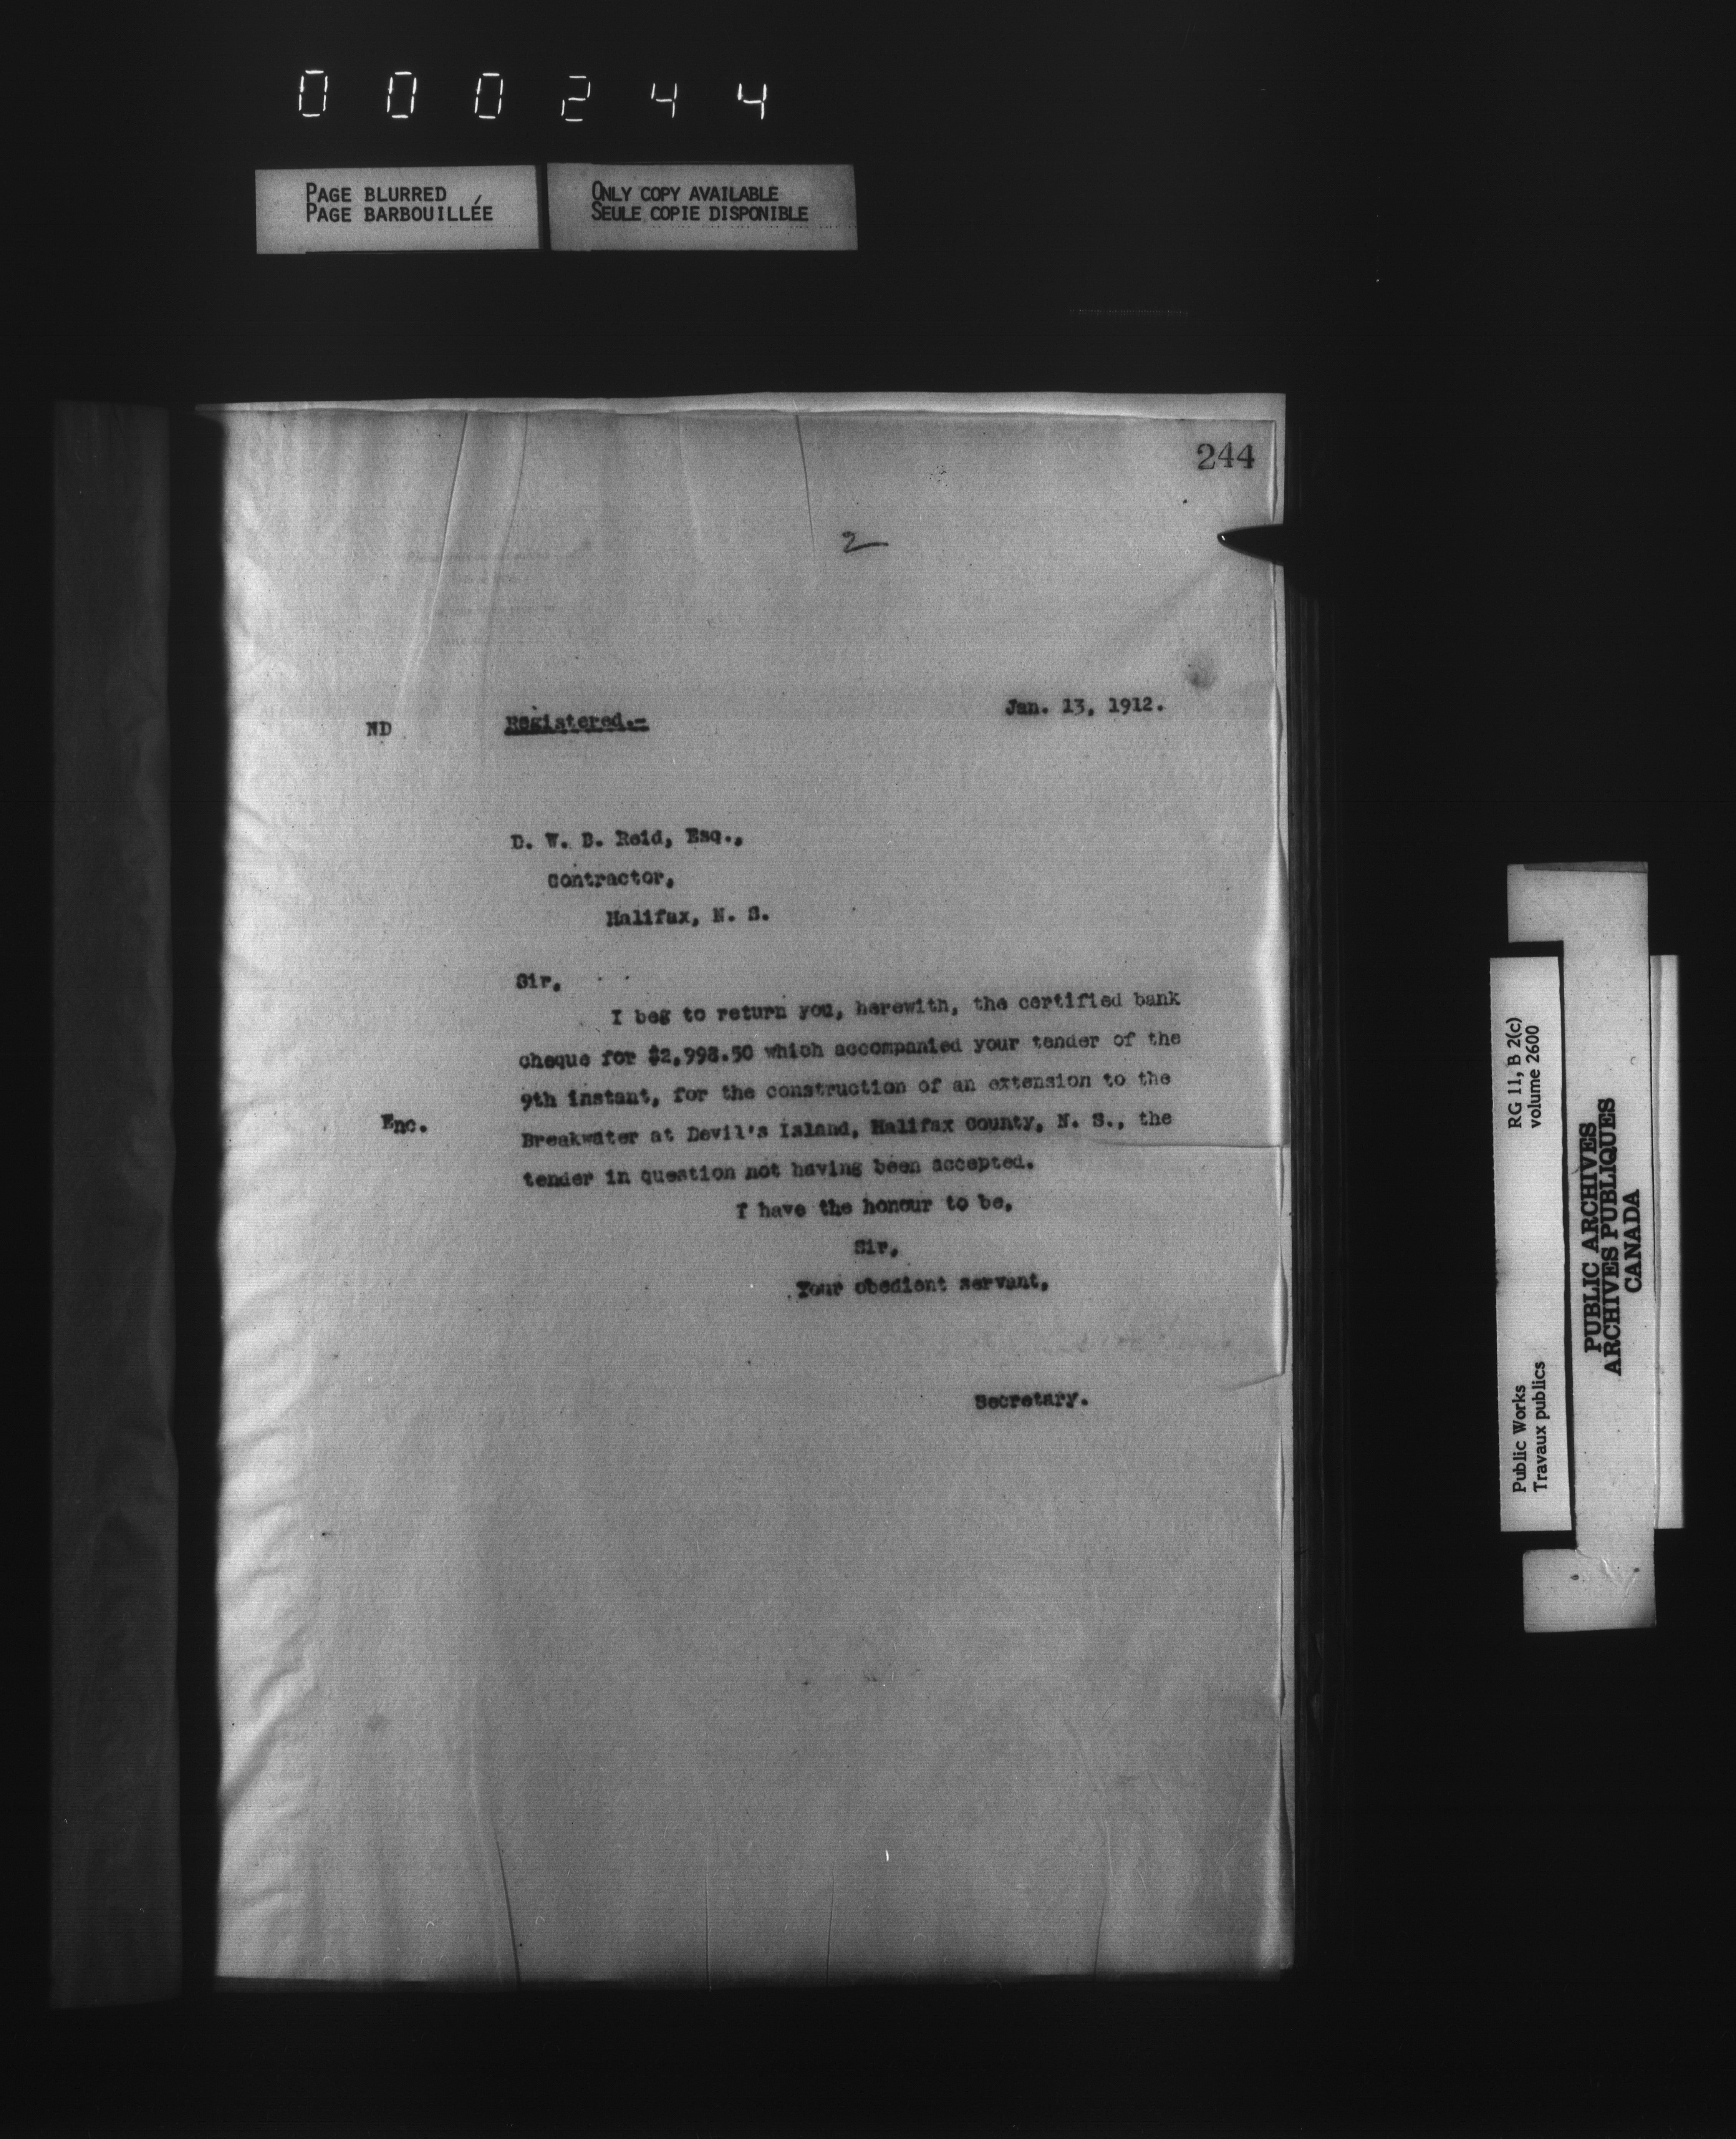 000244
PAGE BLURRED
PAGE BARBOUILLÉE
ONLY COPY AVAILABLE
SEULE COPIE DISPONIBLE
244
2
Jan. 13, 1912.
ND
Registered.-
D. W. B. Reid, Esq.,
Contractor,
Halifax, N. S.
Sir,
I beg to return you, herewith, the certified bank
cheque for $2,998.50 which accompanied your tender of the
9th instant, for the construction of an extension to the
Enc.
Breakwater at Devil's Island, Halifax County, N. S., the
tender in question not having been accepted.
I have the honour to be,
Sir,
Your obedient servant,
Secretary.
RG 11, B 2(c)
volume 2600
Public Works
Travaux publics
PUBLIC ARCHIVES
ARCHIVES PUBLIQUES
CANADA